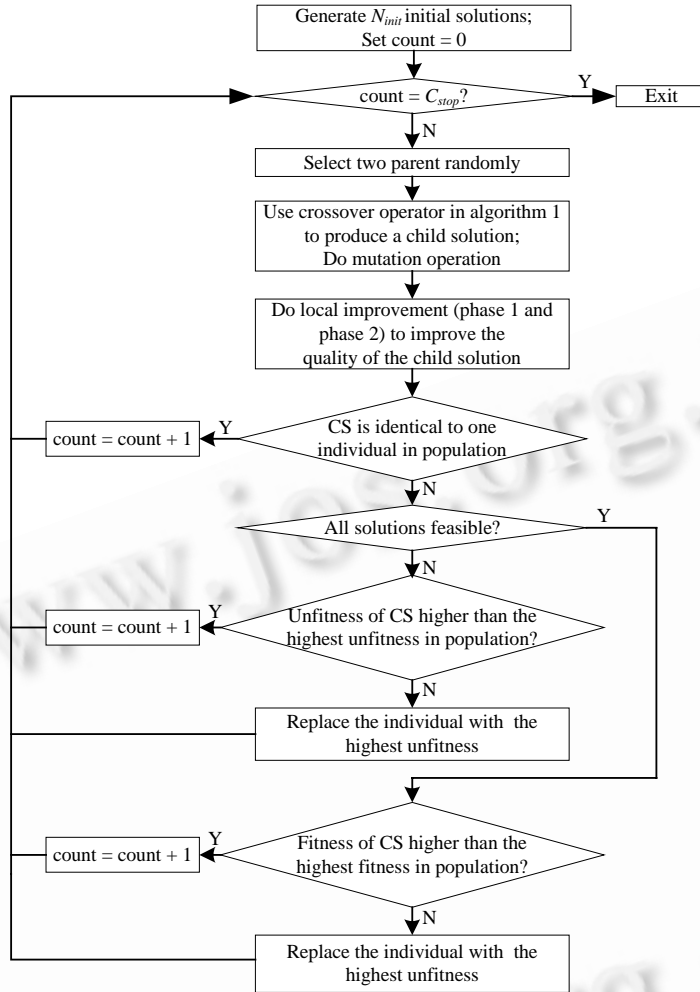 Generate N_init initial solutions;
Set count = 0
count = C_stop?
Y
Exit
N
Select two parent randomly
Use crossover operator in algorithm 1
to produce a child solution;
Do mutation operation
Do local improvement (phase 1 and
phase 2) to improve the
quality of the child solution
CS is identical to one
individual in population
Y
count = count + 1
N
All solutions feasible?
Y
N
Unfitness of CS higher than the
highest unfitness in population?
Y
count = count + 1
N
Replace the individual with the
highest unfitness
Fitness of CS higher than the
highest fitness in population?
Y
count = count + 1
N
Replace the individual with the
highest unfitness
www.jos.org.